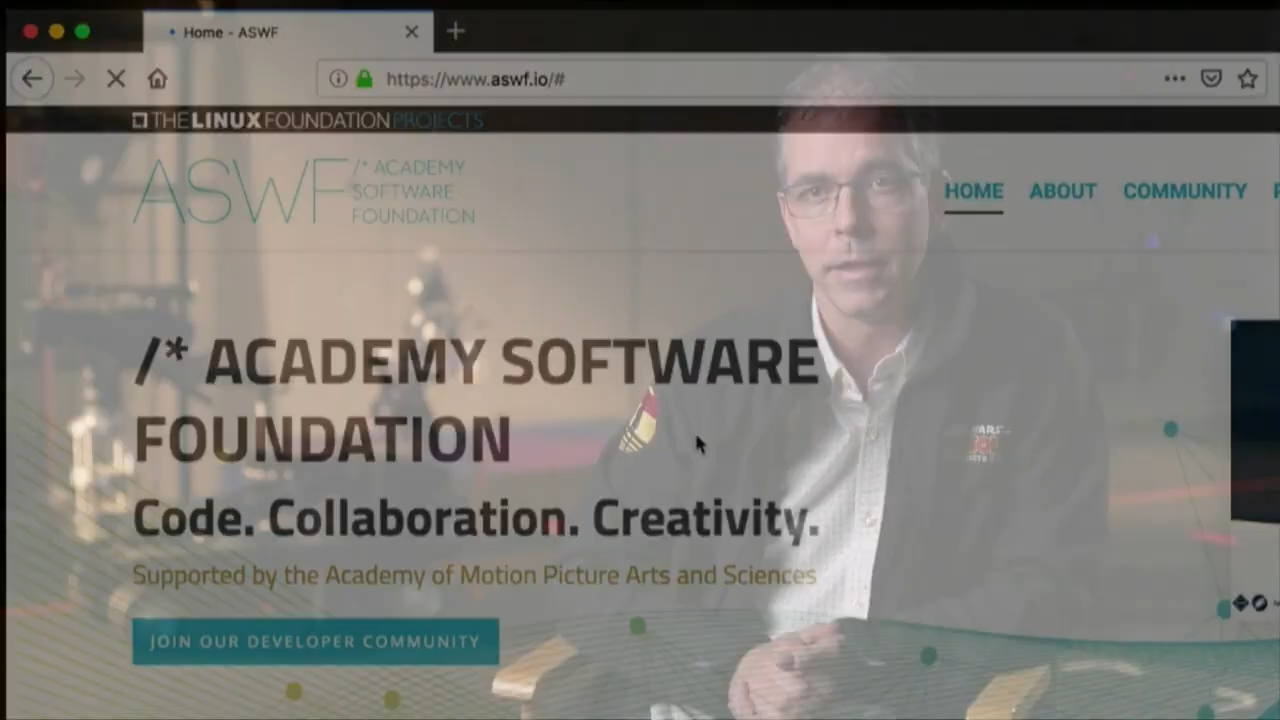 Home - ASWF
https://www.aswf.io/#
THE LINUX FOUNDATION PROJECTS
ASWF
/* ACADEMY
SOFTWARE
FOUNDATION
HOME ABOUT COMMUNITY
/* ACADEMY SOFTWARE
FOUNDATION
Code. Collaboration. Creativity.
Supported by the Academy of Motion Picture Arts and Sciences
JOIN OUR DEVELOPER COMMUNITY